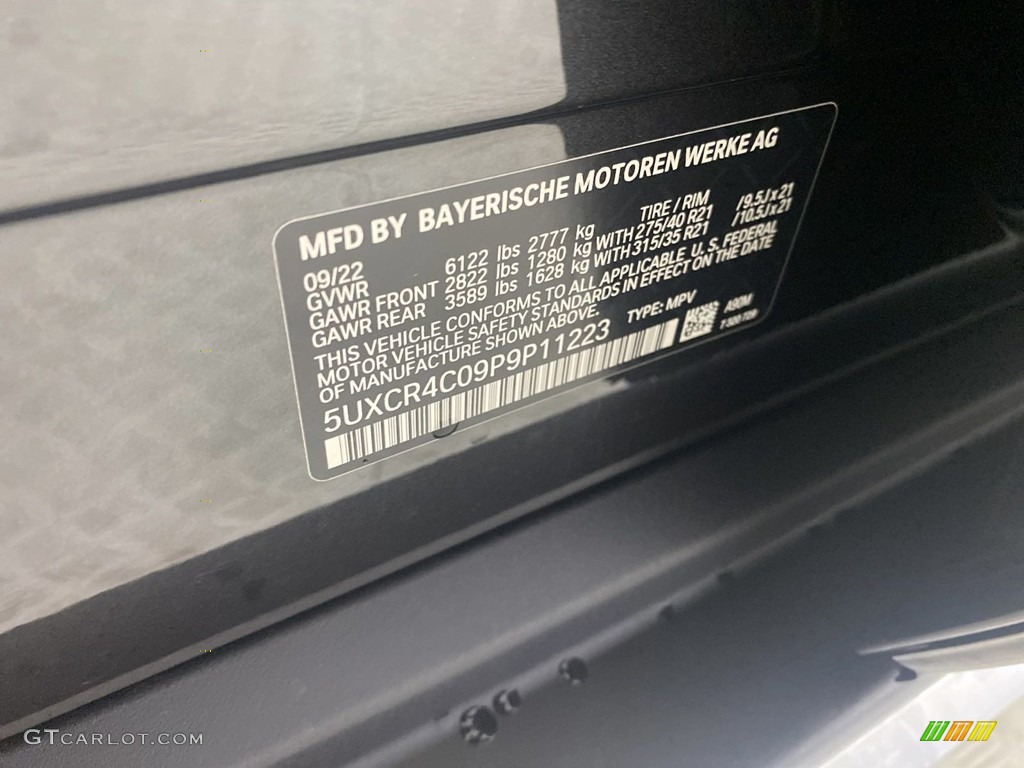 MFD BY BAYERISCHE MOTOREN WERKE AG
09/22 TIRE / RIM
GVWR 6122 lbs 2777 kg
GAWR FRONT 2822 lbs 1280 kg WITH 275/40 R21 /9.5Jx21
GAWR REAR 3589 lbs 1628 kg WITH 315/35 R21 /10.5Jx21
THIS VEHICLE CONFORMS TO ALL APPLICABLE U. S. FEDERAL
MOTOR VEHICLE SAFETY STANDARDS IN EFFECT ON THE DATE
OF MANUFACTURE SHOWN ABOVE.
TYPE: MPV
5UXCR4C09P9P11223
A90M
GTCARLOT.COM